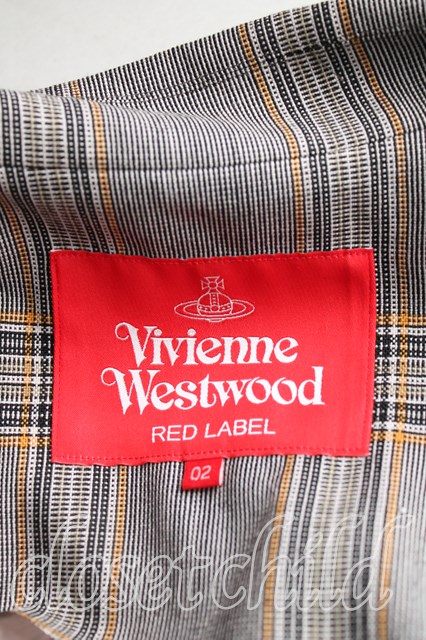 Vivienne
Westwood
RED LABEL
02
closetchild